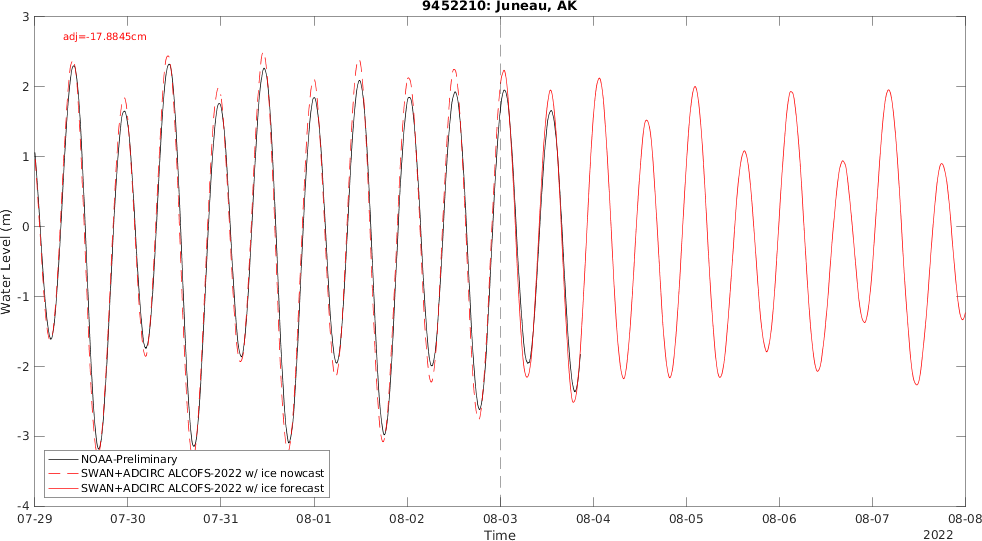 9452210: Juneau, AK
adj=-17.8845cm
3
2
1
0
-1
-2
-3
-4
Water Level (m)
NOAA-Preliminary
SWAN+ADCIRC ALCOFS-2022 w/ ice nowcast
SWAN+ADCIRC ALCOFS-2022 w/ ice forecast
07-29 07-30 07-31 08-01 08-02 08-03 08-04 08-05 08-06 08-07 08-08
Time
2022